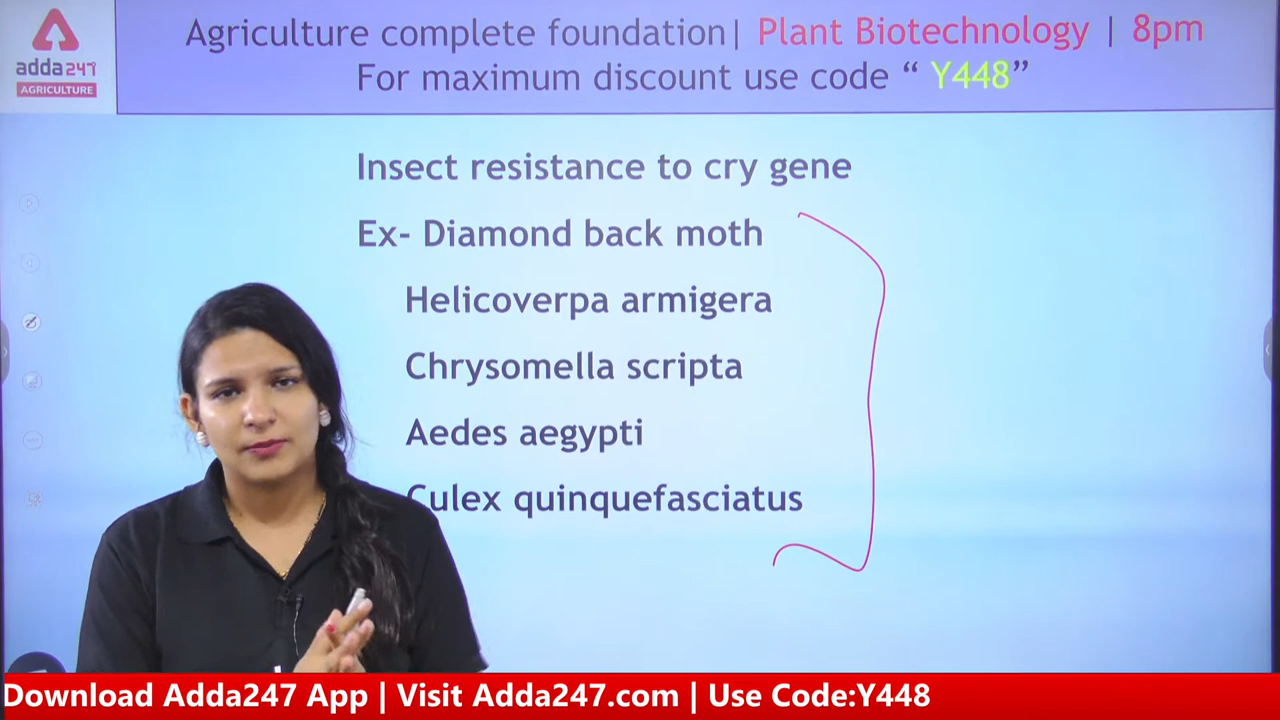 Agriculture complete foundation| Plant Biotechnology | 8pm
For maximum discount use code “ Y448”
adda247
AGRICULTURE
Insect resistance to cry gene
Ex- Diamond back moth
Helicoverpa armigera
Chrysomella scripta
Aedes aegypti
Culex quinquefasciatus
Download Adda247 App | Visit Adda247.com | Use Code:Y448